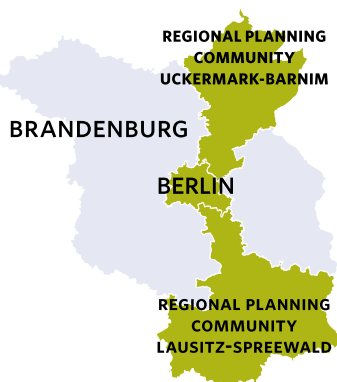 REGIONAL PLANNING
COMMUNITY
UCKERMARK-BARNIM
BRANDENBURG
BERLIN
REGIONAL PLANNING
COMMUNITY
LAUSITZ-SPREEWALD